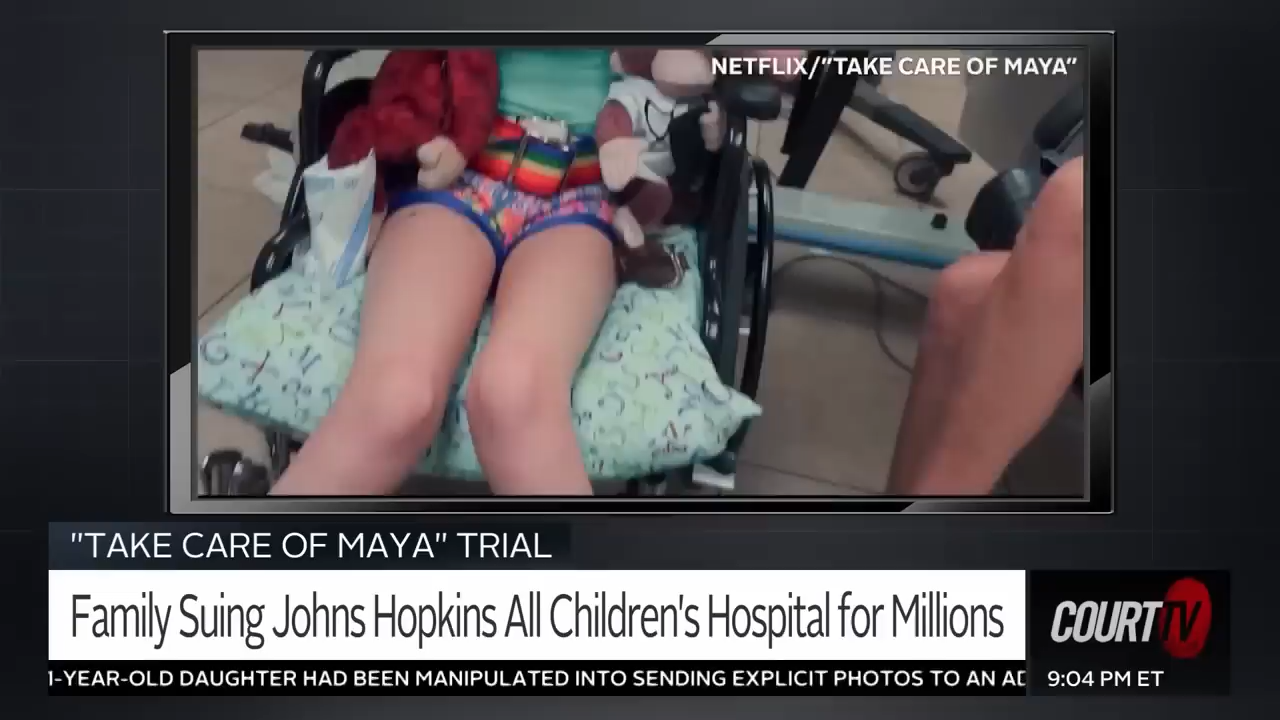 NETFLIX/"TAKE CARE OF MAYA"
"TAKE CARE OF MAYA" TRIAL
Family Suing Johns Hopkins All Children's Hospital for Millions
COURT TV
1-YEAR-OLD DAUGHTER HAD BEEN MANIPULATED INTO SENDING EXPLICIT PHOTOS TO AN
9:04 PM ET